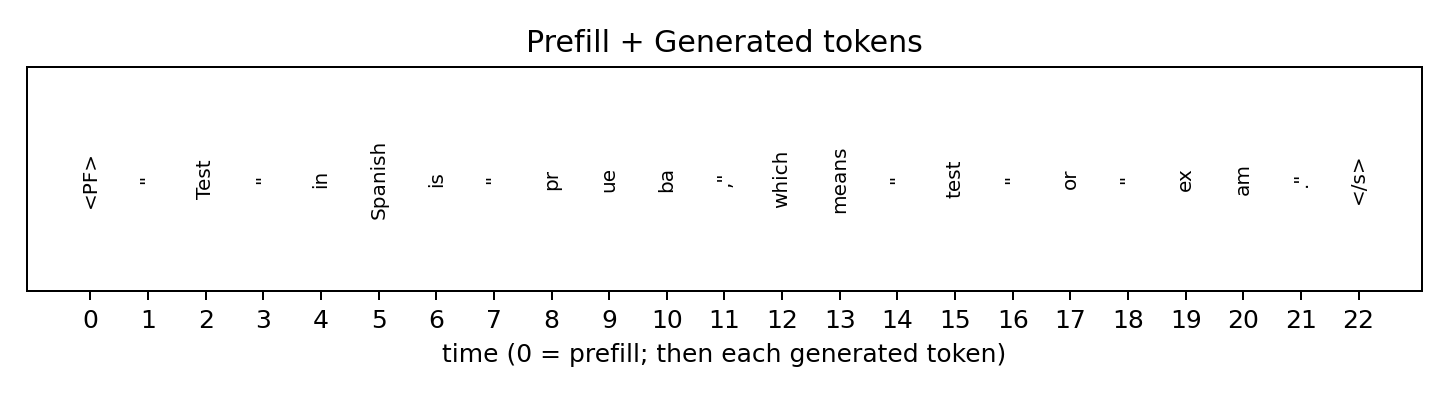 Prefill + Generated tokens
<PF> " Test " in Spanish is " pr ue ba ," which means " test " or " ex am ". </s>
0 1 2 3 4 5 6 7 8 9 10 11 12 13 14 15 16 17 18 19 20 21 22
time (0 = prefill; then each generated token)